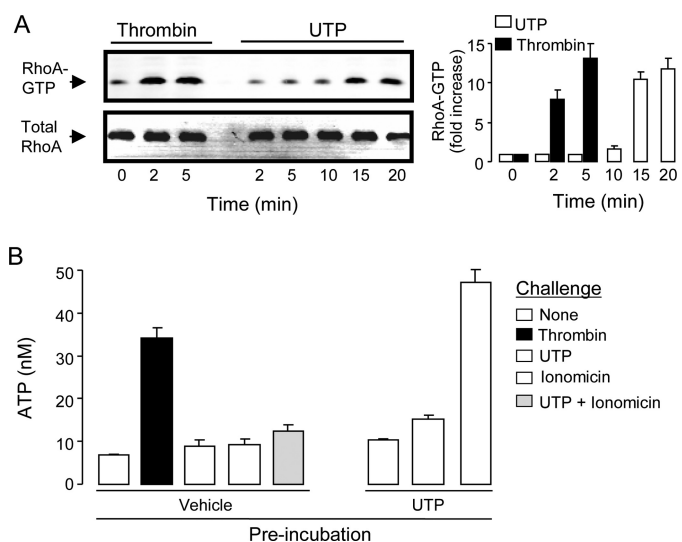 A
Thrombin
UTP
RhoA-
GTP
Total
RhoA
0 2 5 2 5 10 15 20
Time (min)
UTP
Thrombin
RhoA-GTP
(fold increase)
15
10
5
0
0 2 5 10 15 20
Time (min)
B
ATP (nM)
50
40
30
20
10
0
Vehicle
UTP
Pre-incubation
Challenge
None
Thrombin
UTP
Ionomicin
UTP + Ionomicin